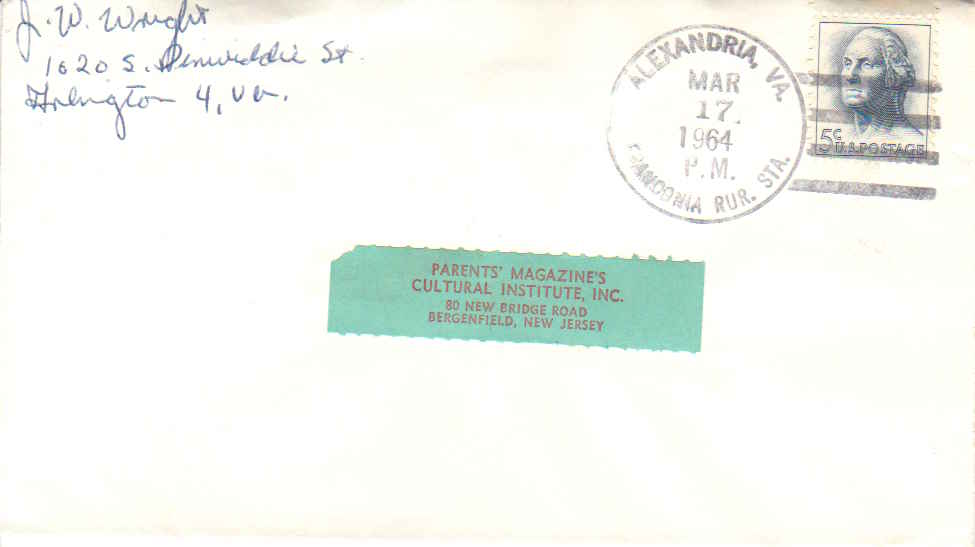 J. W. Wright
1620 S. Dinwiddie St.
Arlington 4, Va.
ALEXANDRIA, VA.
MAR
17.
1964
P.M.
RUR. STA.
5¢
U.S. POSTAGE
PARENTS' MAGAZINE'S
CULTURAL INSTITUTE, INC.
80 NEW BRIDGE ROAD
BERGENFIELD, NEW JERSEY